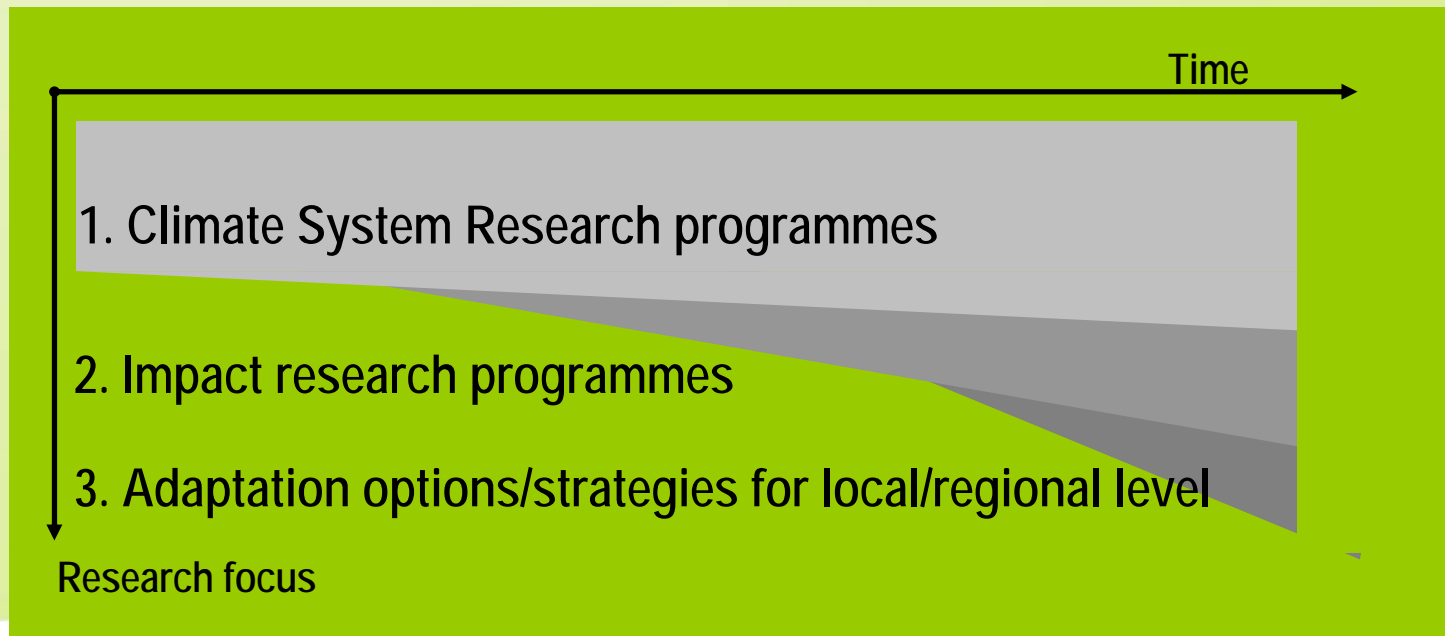 Time
1. Climate System Research programmes
2. Impact research programmes
3. Adaptation options/strategies for local/regional level
Research focus